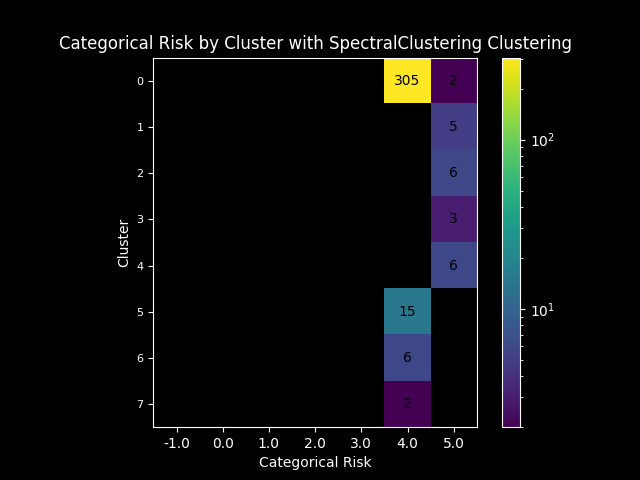 Categorical Risk by Cluster with SpectralClustering Clustering
0 305 2
1 5
2 6
3 3
4 6
5 15
6 6
7 2
-1.0 0.0 1.0 2.0 3.0 4.0 5.0
Categorical Risk
Cluster
10²
10¹